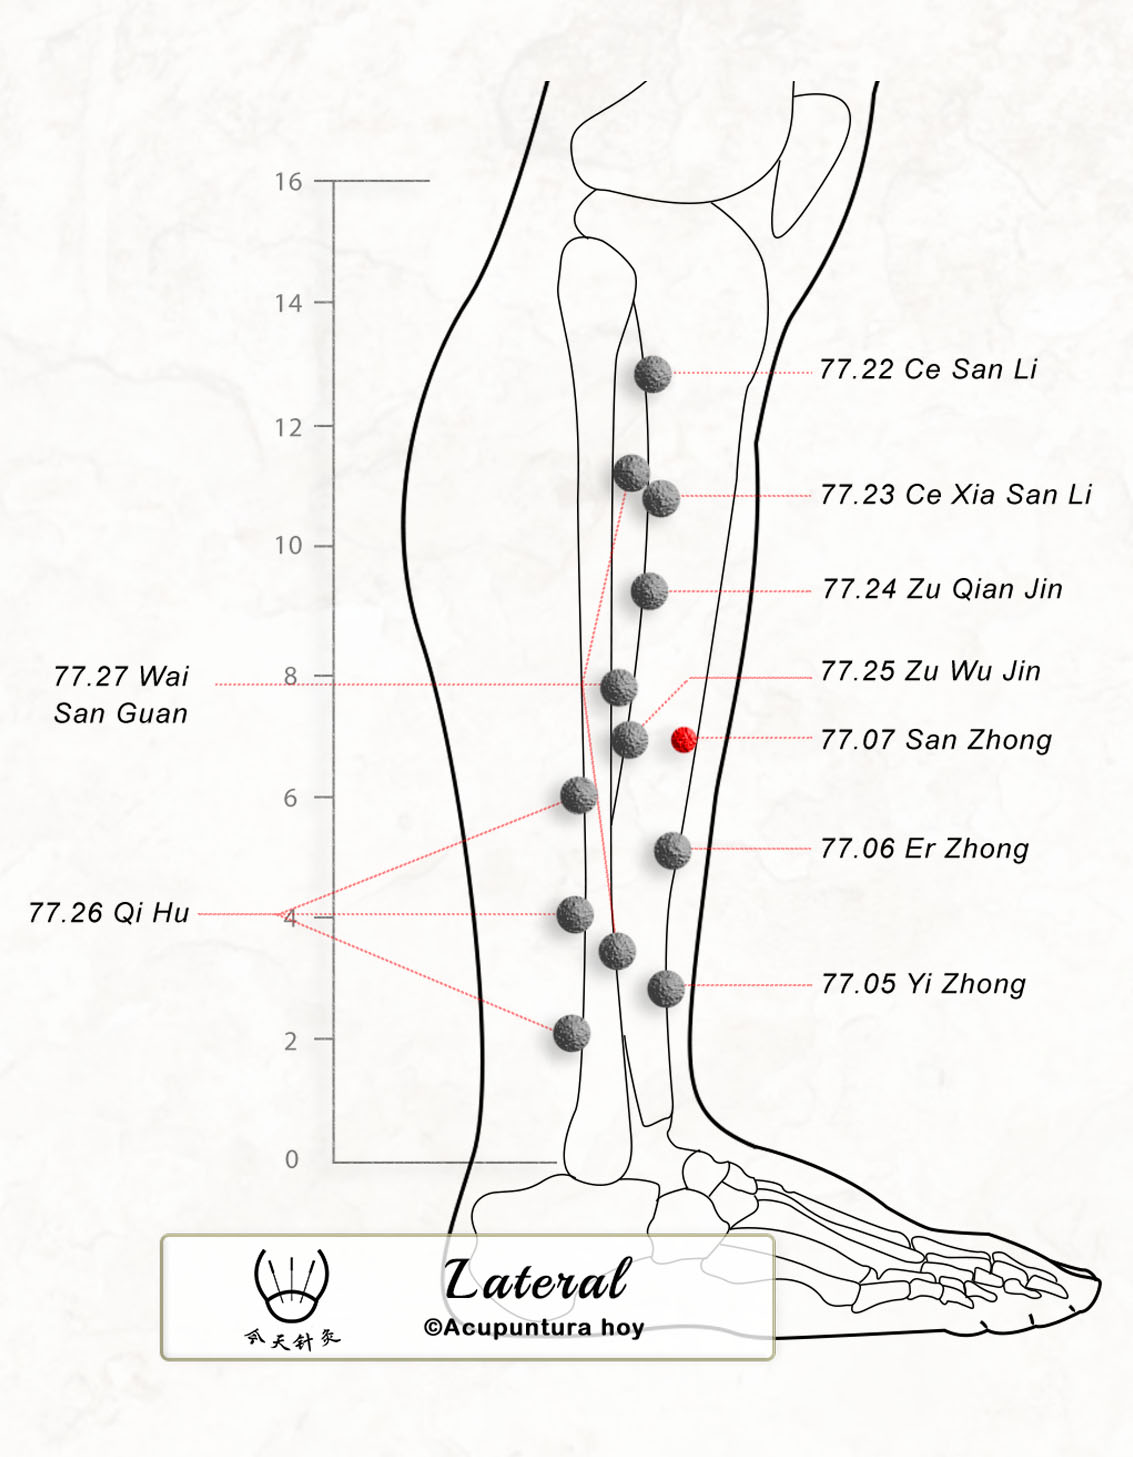 16
14
77.22 Ce San Li
12
77.23 Ce Xia San Li
10
77.24 Zu Qian Jin
77.27 Wai
San Guan
8
77.25 Zu Wu Jin
77.07 San Zhong
6
77.06 Er Zhong
77.26 Qi Hu
4
77.05 Yi Zhong
2
0
Lateral
©Acupuntura hoy